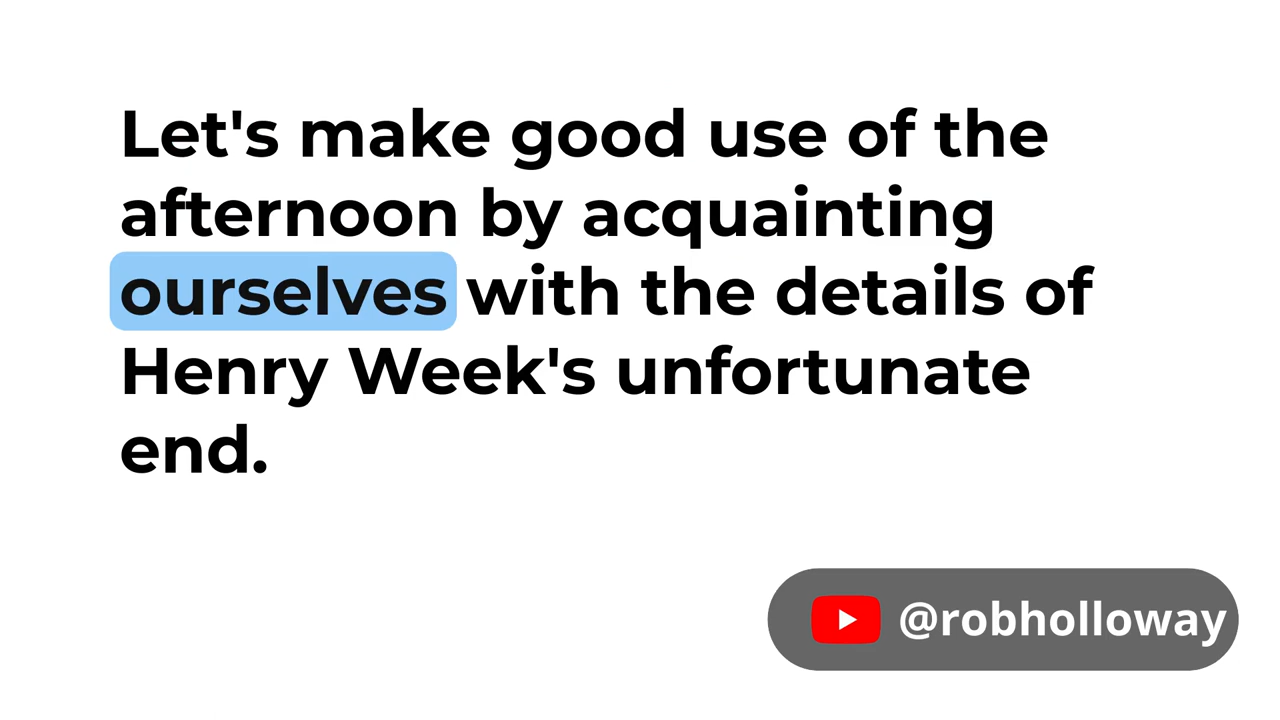 Let's make good use of the
afternoon by acquainting
ourselves with the details of
Henry Week's unfortunate
end.
@robholloway